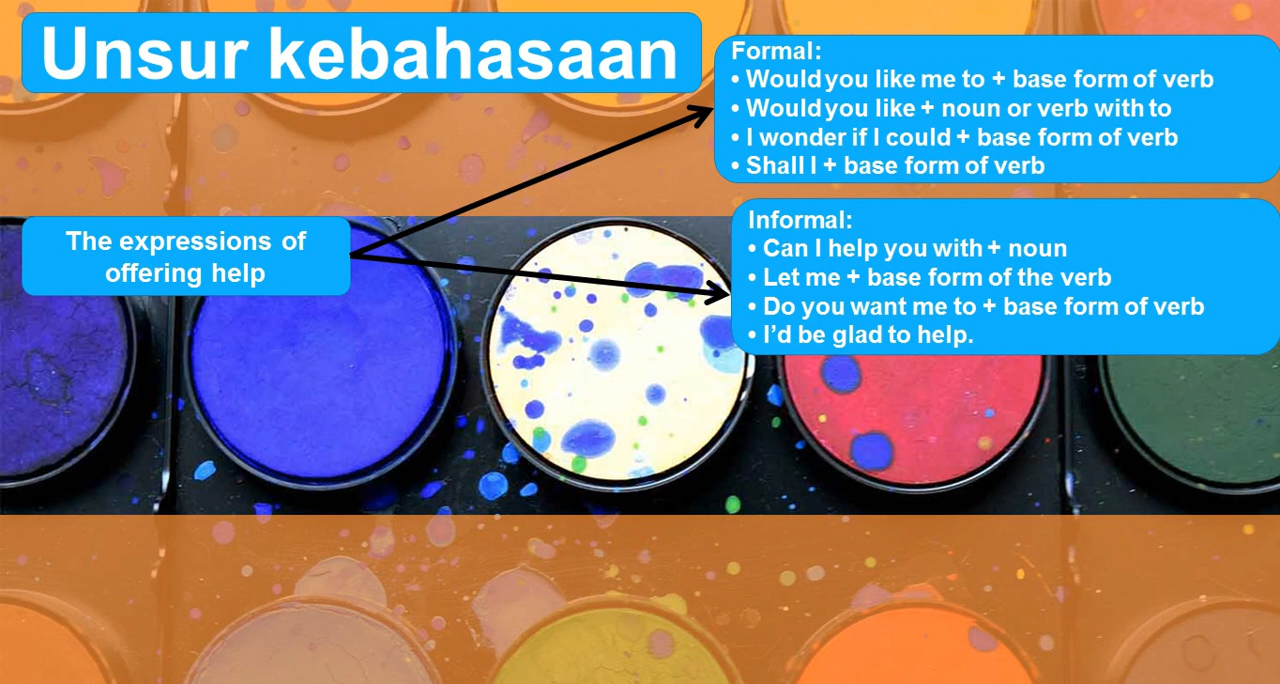 Unsur kebahasaan
Formal:
• Would you like me to + base form of verb
• Would you like + noun or verb with to
• I wonder if I could + base form of verb
• Shall I + base form of verb
The expressions of
offering help
Informal:
• Can I help you with + noun
• Let me + base form of the verb
• Do you want me to + base form of verb
• I’d be glad to help.